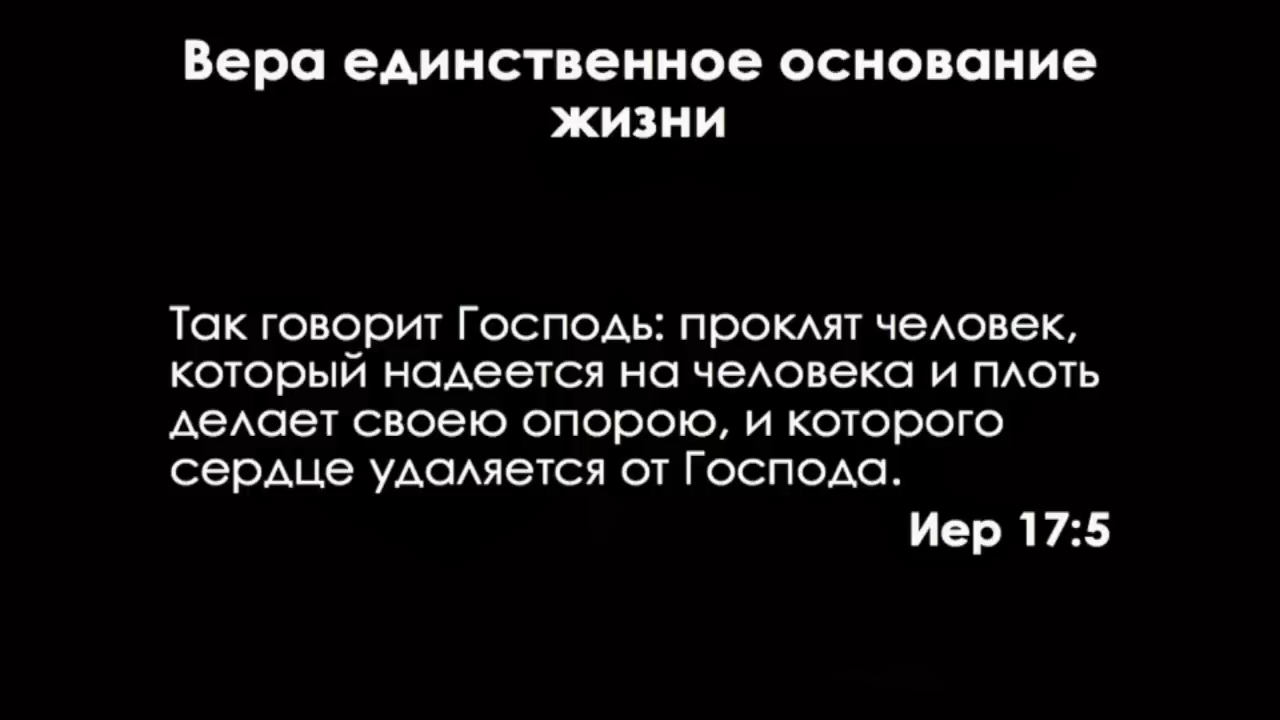 Вера единственное основание
жизни
Так говорит Господь: проклят человек,
который надеется на человека и плоть
делает своею опорою, и которого
сердце удаляется от Господа.
Иер 17:5